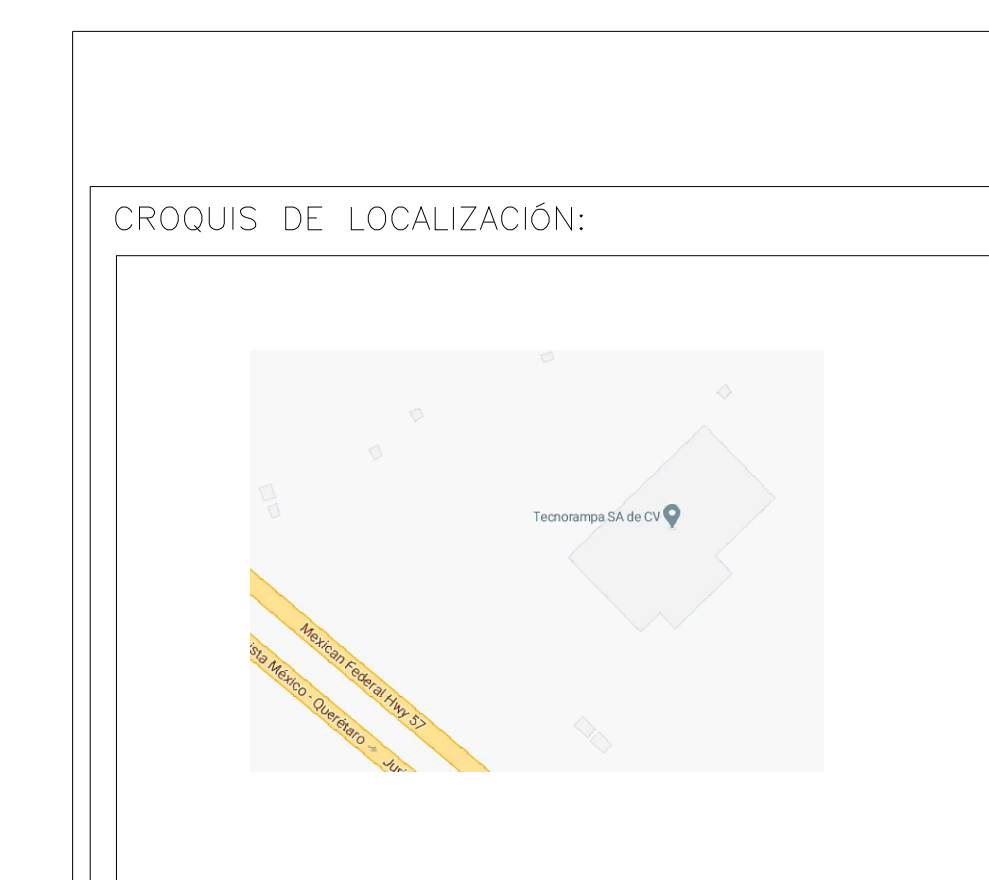 CROQUIS DE LOCALIZACIÓN:
Tecnorampa SA de CV
Mexican Federal Hwy 57
ista México - Querétaro